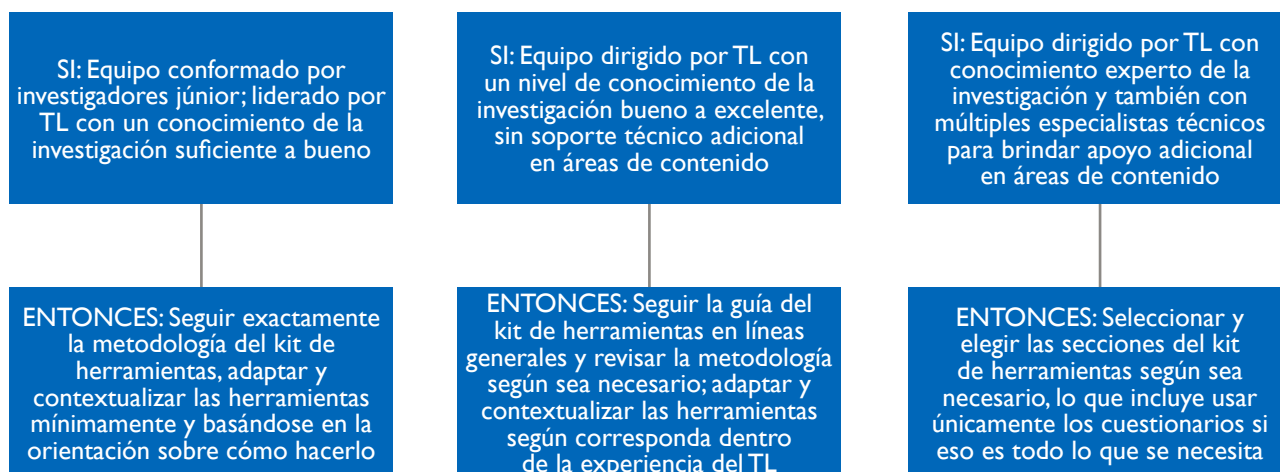 SI: Equipo conformado por
investigadores júnior; liderado por
TL con un conocimiento de la
investigación suficiente a bueno
SI: Equipo dirigido por TL con
un nivel de conocimiento de la
investigación bueno a excelente,
sin soporte técnico adicional
en áreas de contenido
SI: Equipo dirigido por TL con
conocimiento experto de la
investigación y también con
múltiples especialistas técnicos
para brindar apoyo adicional
en áreas de contenido
ENTONCES: Seguir exactamente
la metodología del kit de
herramientas, adaptar y
contextualizar las herramientas
mínimamente y basándose en la
orientación sobre cómo hacerlo
ENTONCES: Seguir la guía del
kit de herramientas en líneas
generales y revisar la metodología
según sea necesario; adaptar y
contextualizar las herramientas
según corresponda dentro
de la experiencia del TL
ENTONCES: Seleccionar y
elegir las secciones del kit
de herramientas según sea
necesario, lo que incluye usar
únicamente los cuestionarios si
eso es todo lo que se necesita